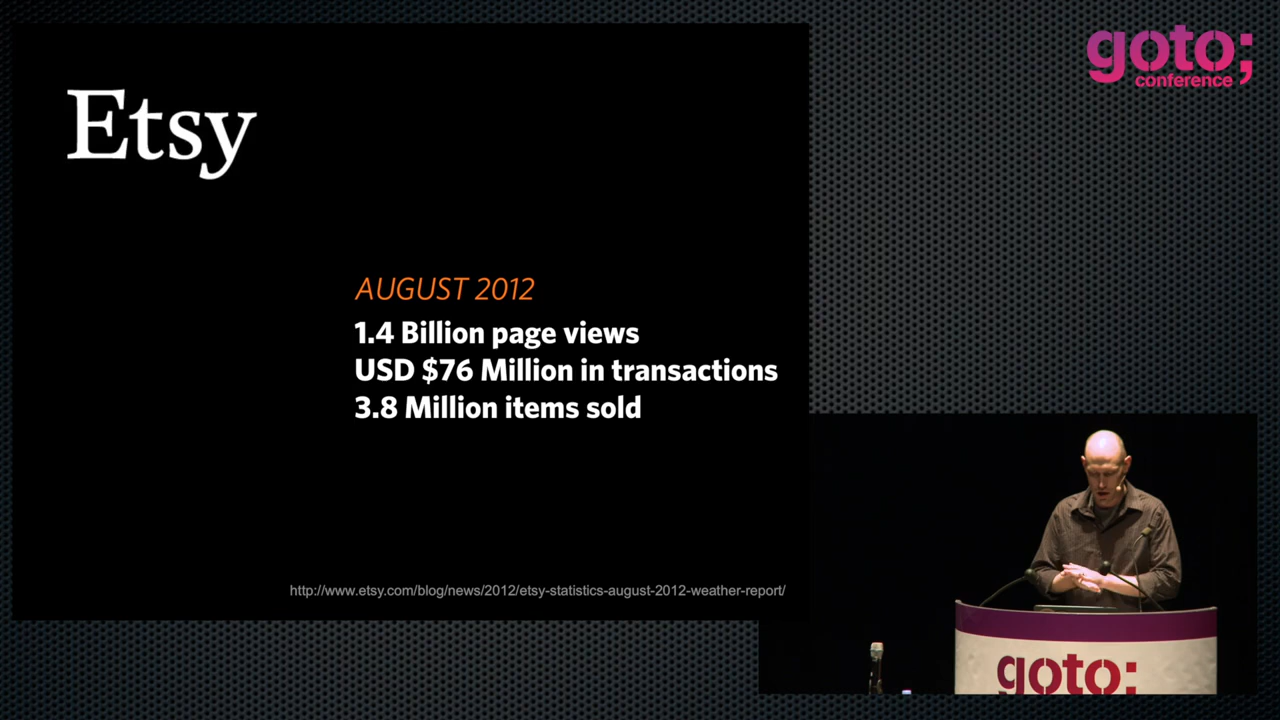 goto;
conference
Etsy
AUGUST 2012
1.4 Billion page views
USD $76 Million in transactions
3.8 Million items sold
http://www.etsy.com/blog/news/2012/etsy-statistics-august-2012-weather-report/
goto;